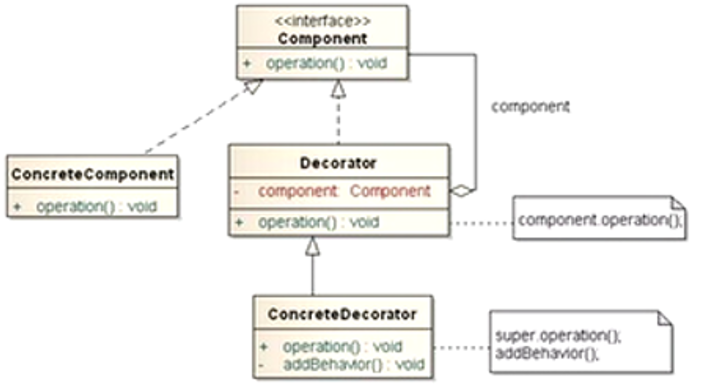 <<interface>>
Component
+ operation() : void
component
ConcreteComponent
+ operation() : void
Decorator
- component: Component
+ operation() : void
component.operation();
ConcreteDecorator
+ operation() : void
- addBehavior() : void
super.operation();
addBehavior();